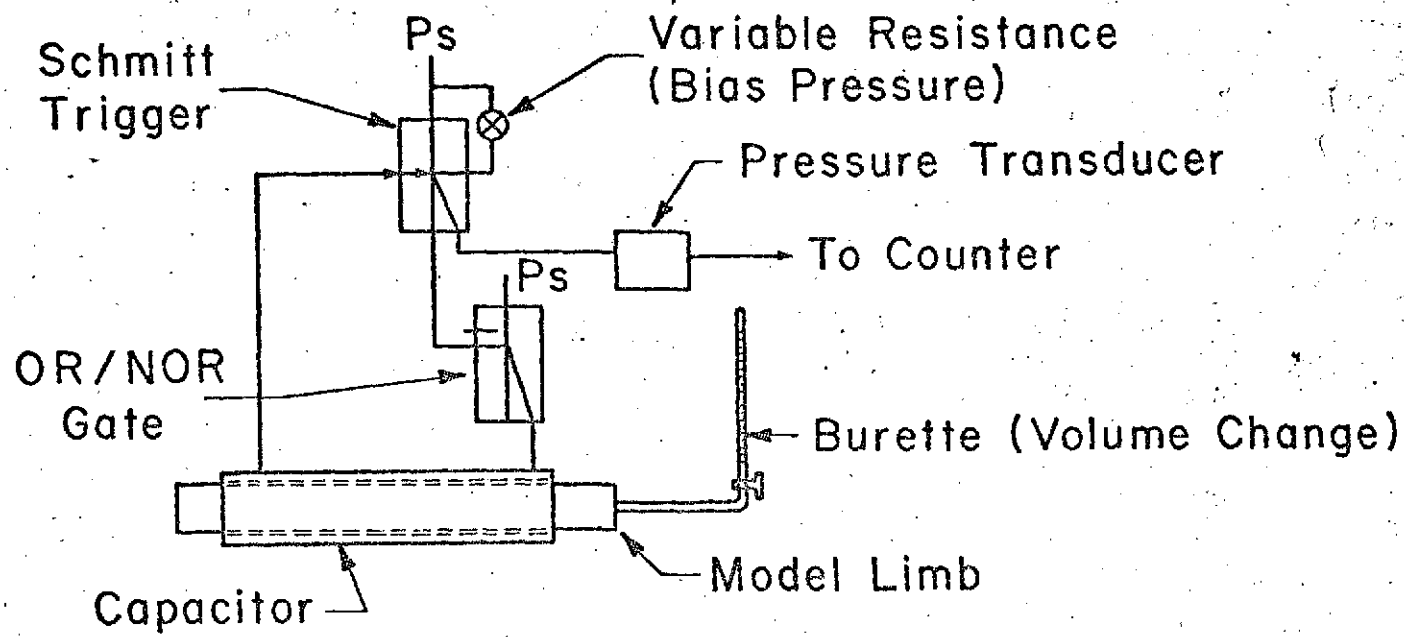 Ps
Variable Resistance
(Bias Pressure)
Schmitt
Trigger
Pressure Transducer
To Counter
Ps
OR/NOR
Gate
Burette (Volume Change)
Model Limb
Capacitor